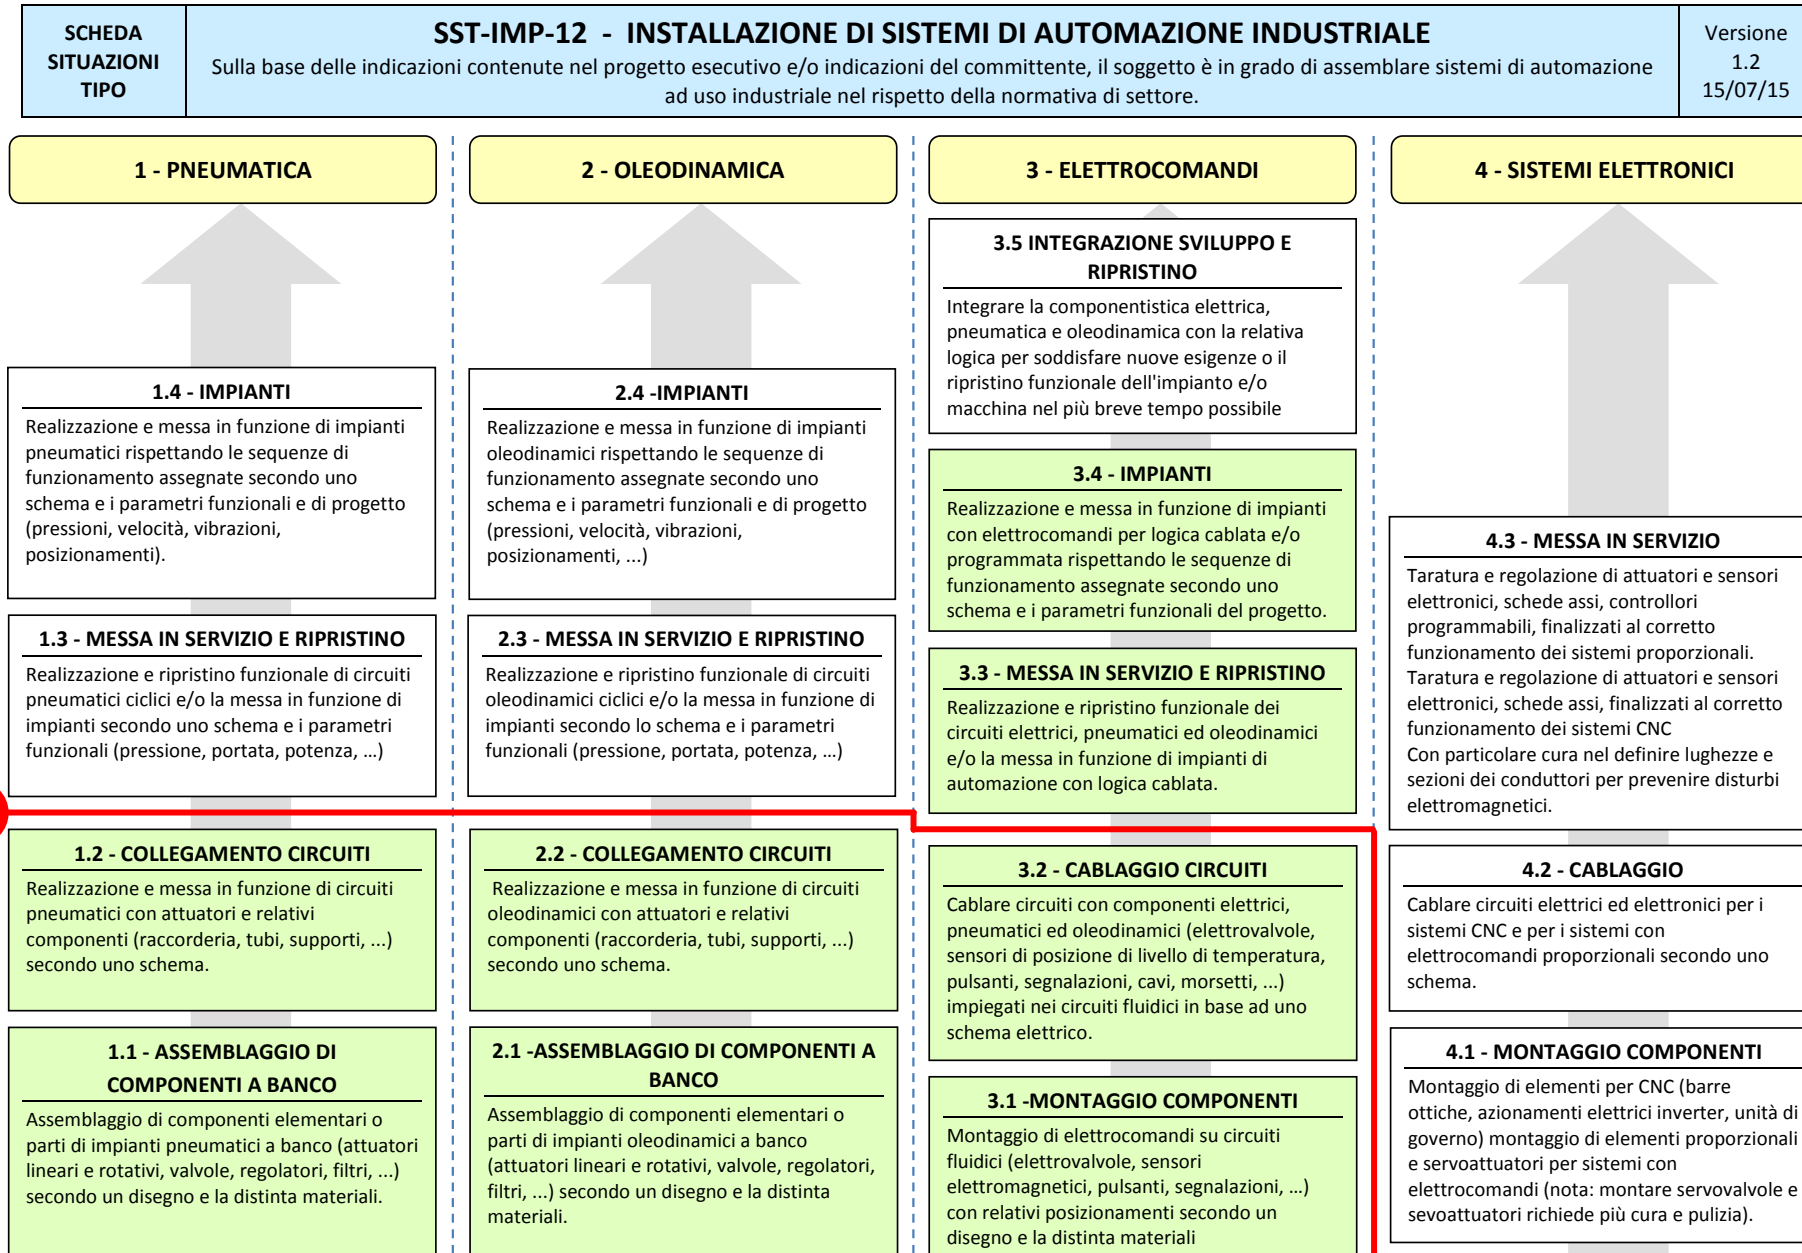 SCHEDA
SITUAZIONI
TIPO
SST-IMP-12 - INSTALLAZIONE DI SISTEMI DI AUTOMAZIONE INDUSTRIALE
Sulla base delle indicazioni contenute nel progetto esecutivo e/o indicazioni del committente, il soggetto è in grado di assemblare sistemi di automazione
ad uso industriale nel rispetto della normativa di settore.
Versione
1.2
15/07/15
1 - PNEUMATICA
1.4 - IMPIANTI
Realizzazione e messa in funzione di impianti
pneumatici rispettando le sequenze di
funzionamento assegnate secondo uno
schema e i parametri funzionali e di progetto
(pressioni, velocità, vibrazioni,
posizionamenti).
1.3 - MESSA IN SERVIZIO E RIPRISTINO
Realizzazione e ripristino funzionale di circuiti
pneumatici ciclici e/o la messa in funzione di
impianti secondo uno schema e i parametri
funzionali (pressione, portata, potenza, …)
1.2 - COLLEGAMENTO CIRCUITI
Realizzazione e messa in funzione di circuiti
pneumatici con attuatori e relativi
componenti (raccorderia, tubi, supporti, ...)
secondo uno schema.
1.1 - ASSEMBLAGGIO DI
COMPONENTI A BANCO
Assemblaggio di componenti elementari o
parti di impianti pneumatici a banco (attuatori
lineari e rotativi, valvole, regolatori, filtri, ...)
secondo un disegno e la distinta materiali.
2 - OLEODINAMICA
2.4 -IMPIANTI
Realizzazione e messa in funzione di impianti
oleodinamici rispettando le sequenze di
funzionamento assegnate secondo uno
schema e i parametri funzionali e di progetto
(pressioni, velocità, vibrazioni,
posizionamenti, ...)
2.3 - MESSA IN SERVIZIO E RIPRISTINO
Realizzazione e ripristino funzionale di circuiti
oleodinamici ciclici e/o la messa in funzione di
impianti secondo lo schema e i parametri
funzionali (pressione, portata, potenza, …)
2.2 - COLLEGAMENTO CIRCUITI
Realizzazione e messa in funzione di circuiti
oleodinamici con attuatori e relativi
componenti (raccorderia, tubi, supporti, ...)
secondo uno schema.
2.1 -ASSEMBLAGGIO DI COMPONENTI A
BANCO
Assemblaggio di componenti elementari o
parti di impianti oleodinamici a banco
(attuatori lineari e rotativi, valvole, regolatori,
filtri, ...) secondo un disegno e la distinta
materiali.
3 - ELETTROCOMANDI
3.5 INTEGRAZIONE SVILUPPO E
RIPRISTINO
Integrare la componentistica elettrica,
pneumatica e oleodinamica con la relativa
logica per soddisfare nuove esigenze o il
ripristino funzionale dell'impianto e/o
macchina nel più breve tempo possibile
3.4 - IMPIANTI
Realizzazione e messa in funzione di impianti
con elettrocomandi per logica cablata e/o
programmata rispettando le sequenze di
funzionamento assegnate secondo uno
schema e i parametri funzionali del progetto.
3.3 - MESSA IN SERVIZIO E RIPRISTINO
Realizzazione e ripristino funzionale dei
circuiti elettrici, pneumatici ed oleodinamici
e/o la messa in funzione di impianti di
automazione con logica cablata.
3.2 - CABLAGGIO CIRCUITI
Cablare circuiti con componenti elettrici,
pneumatici ed oleodinamici (elettrovalvole,
sensori di posizione di livello di temperatura,
pulsanti, segnalazioni, cavi, morsetti, ...)
impiegati nei circuiti fluidici in base ad uno
schema elettrico.
3.1 -MONTAGGIO COMPONENTI
Montaggio di elettrocomandi su circuiti
fluidici (elettrovalvole, sensori
elettromagnetici, pulsanti, segnalazioni, …)
con relativi posizionamenti secondo un
disegno e la distinta materiali
4 - SISTEMI ELETTRONICI
4.3 - MESSA IN SERVIZIO
Taratura e regolazione di attuatori e sensori
elettronici, schede assi, controllori
programmabili, finalizzati al corretto
funzionamento dei sistemi proporzionali.
Taratura e regolazione di attuatori e sensori
elettronici, schede assi, finalizzati al corretto
funzionamento dei sistemi CNC
Con particolare cura nel definire lughezze e
sezioni dei conduttori per prevenire disturbi
elettromagnetici.
4.2 - CABLAGGIO
Cablare circuiti elettrici ed elettronici per i
sistemi CNC e per i sistemi con
elettrocomandi proporzionali secondo uno
schema.
4.1 - MONTAGGIO COMPONENTI
Montaggio di elementi per CNC (barre
ottiche, azionamenti elettrici inverter, unità di
governo) montaggio di elementi proporzionali
e servoattuatori per sistemi con
elettrocomandi (nota: montare servovalvole e
sevoattuatori richiede più cura e pulizia).